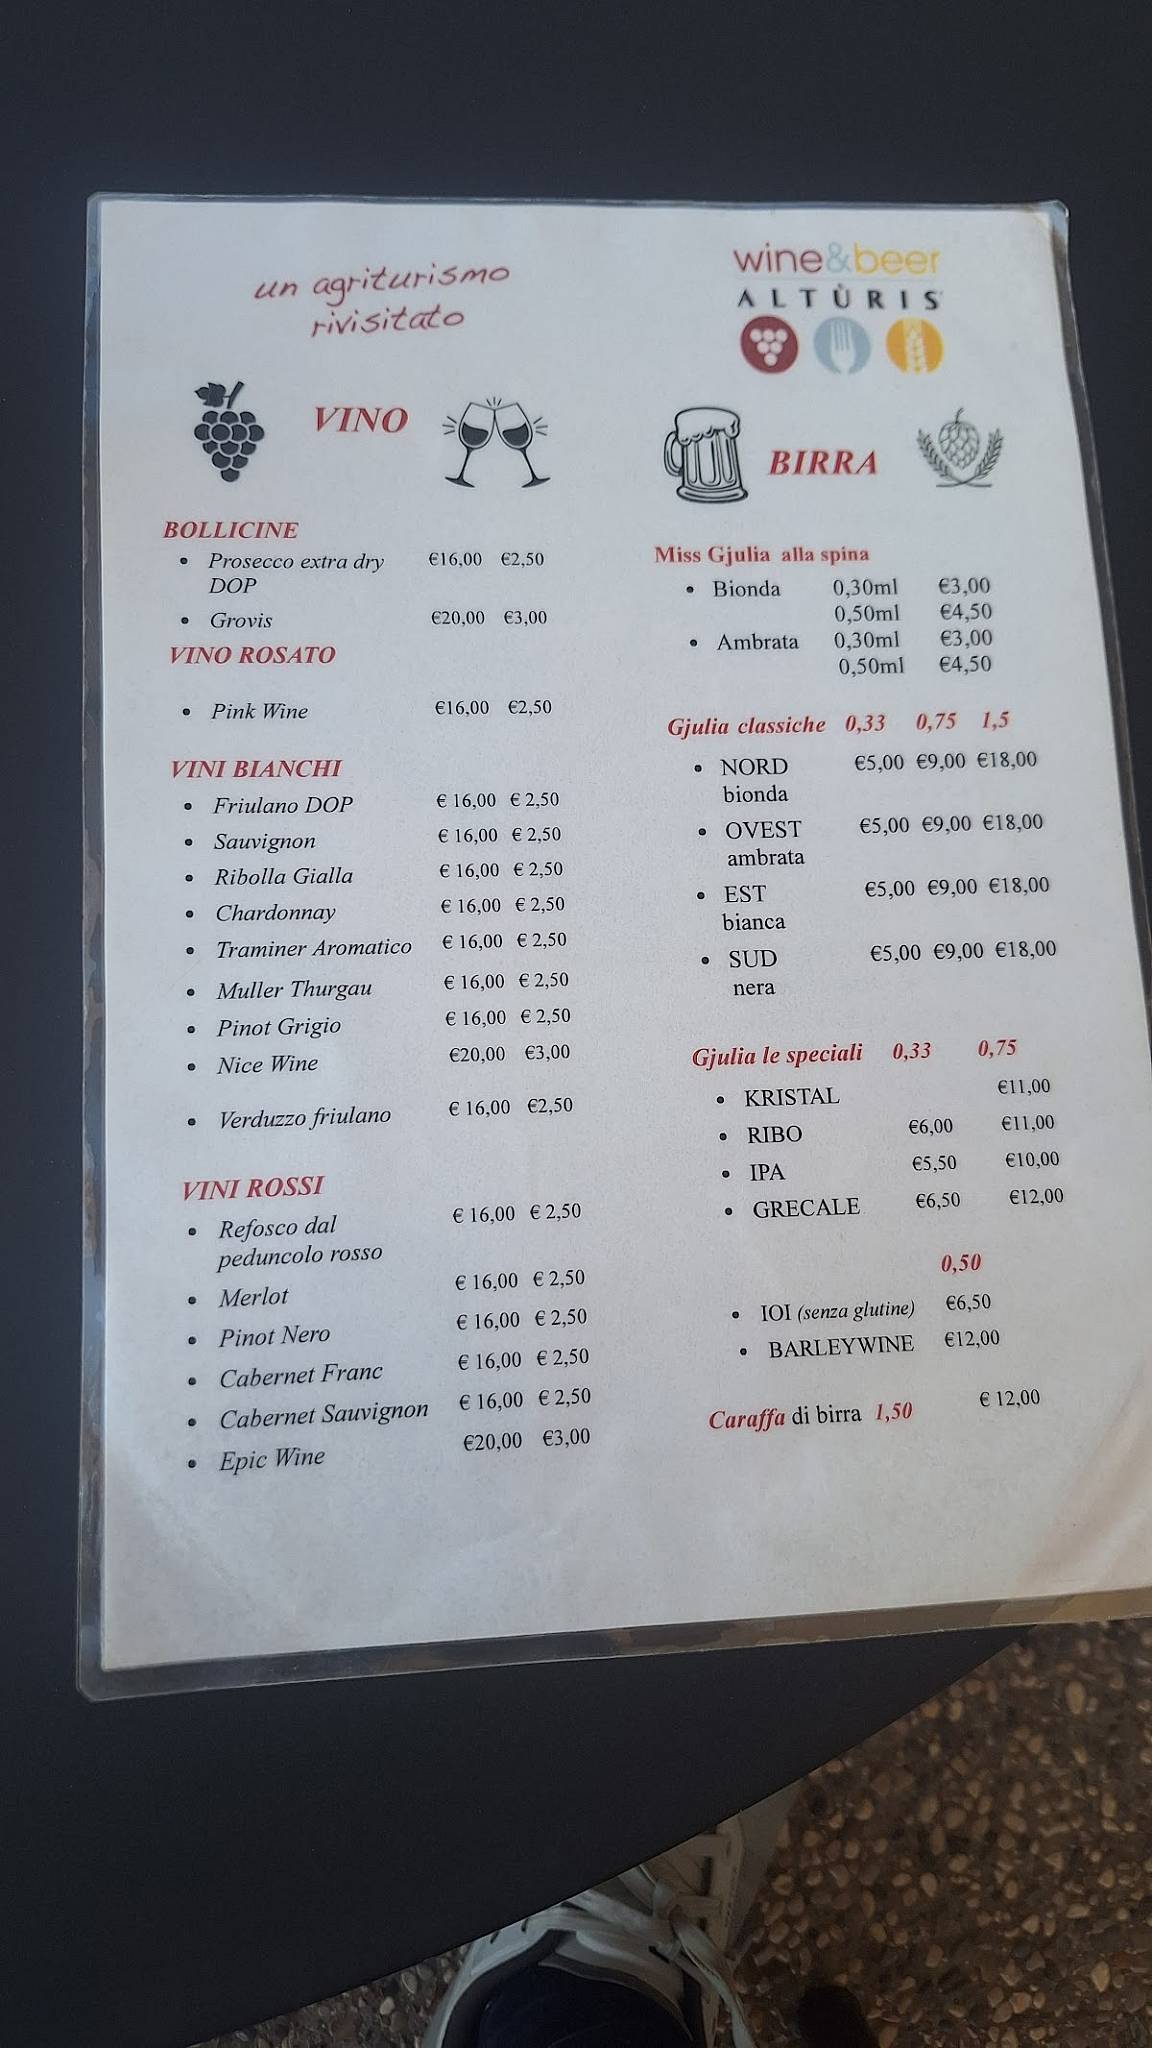 un agriturismo
rivisitato
wine&beer
ALTÙRIS
VINO
BOLLICINE
• Prosecco extra dry €16,00 €2,50
DOP
• Grovis €20,00 €3,00
VINO ROSATO
• Pink Wine €16,00 €2,50
VINI BIANCHI
• Friulano DOP € 16,00 € 2,50
• Sauvignon € 16,00 € 2,50
• Ribolla Gialla € 16,00 € 2,50
• Chardonnay € 16,00 € 2,50
• Traminer Aromatico € 16,00 € 2,50
• Muller Thurgau € 16,00 € 2,50
• Pinot Grigio € 16,00 € 2,50
• Nice Wine €20,00 €3,00
• Verduzzo friulano € 16,00 €2,50
VINI ROSSI
• Refosco dal € 16,00 € 2,50
peduncolo rosso
• Merlot € 16,00 € 2,50
• Pinot Nero € 16,00 € 2,50
• Cabernet Franc € 16,00 € 2,50
• Cabernet Sauvignon € 16,00 € 2,50
• Epic Wine €20,00 €3,00
BIRRA
Miss Gjulia alla spina
• Bionda 0,30ml €3,00
0,50ml €4,50
• Ambrata 0,30ml €3,00
0,50ml €4,50
Gjulia classiche 0,33 0,75 1,5
• NORD €5,00 €9,00 €18,00
bionda
• OVEST €5,00 €9,00 €18,00
ambrata
• EST €5,00 €9,00 €18,00
bianca
• SUD €5,00 €9,00 €18,00
nera
Gjulia le speciali 0,33 0,75
• KRISTAL €11,00
• RIBO €6,00 €11,00
• IPA €5,50 €10,00
• GRECALE €6,50 €12,00
0,50
• IOI (senza glutine) €6,50
• BARLEYWINE €12,00
Caraffa di birra 1,50 € 12,00